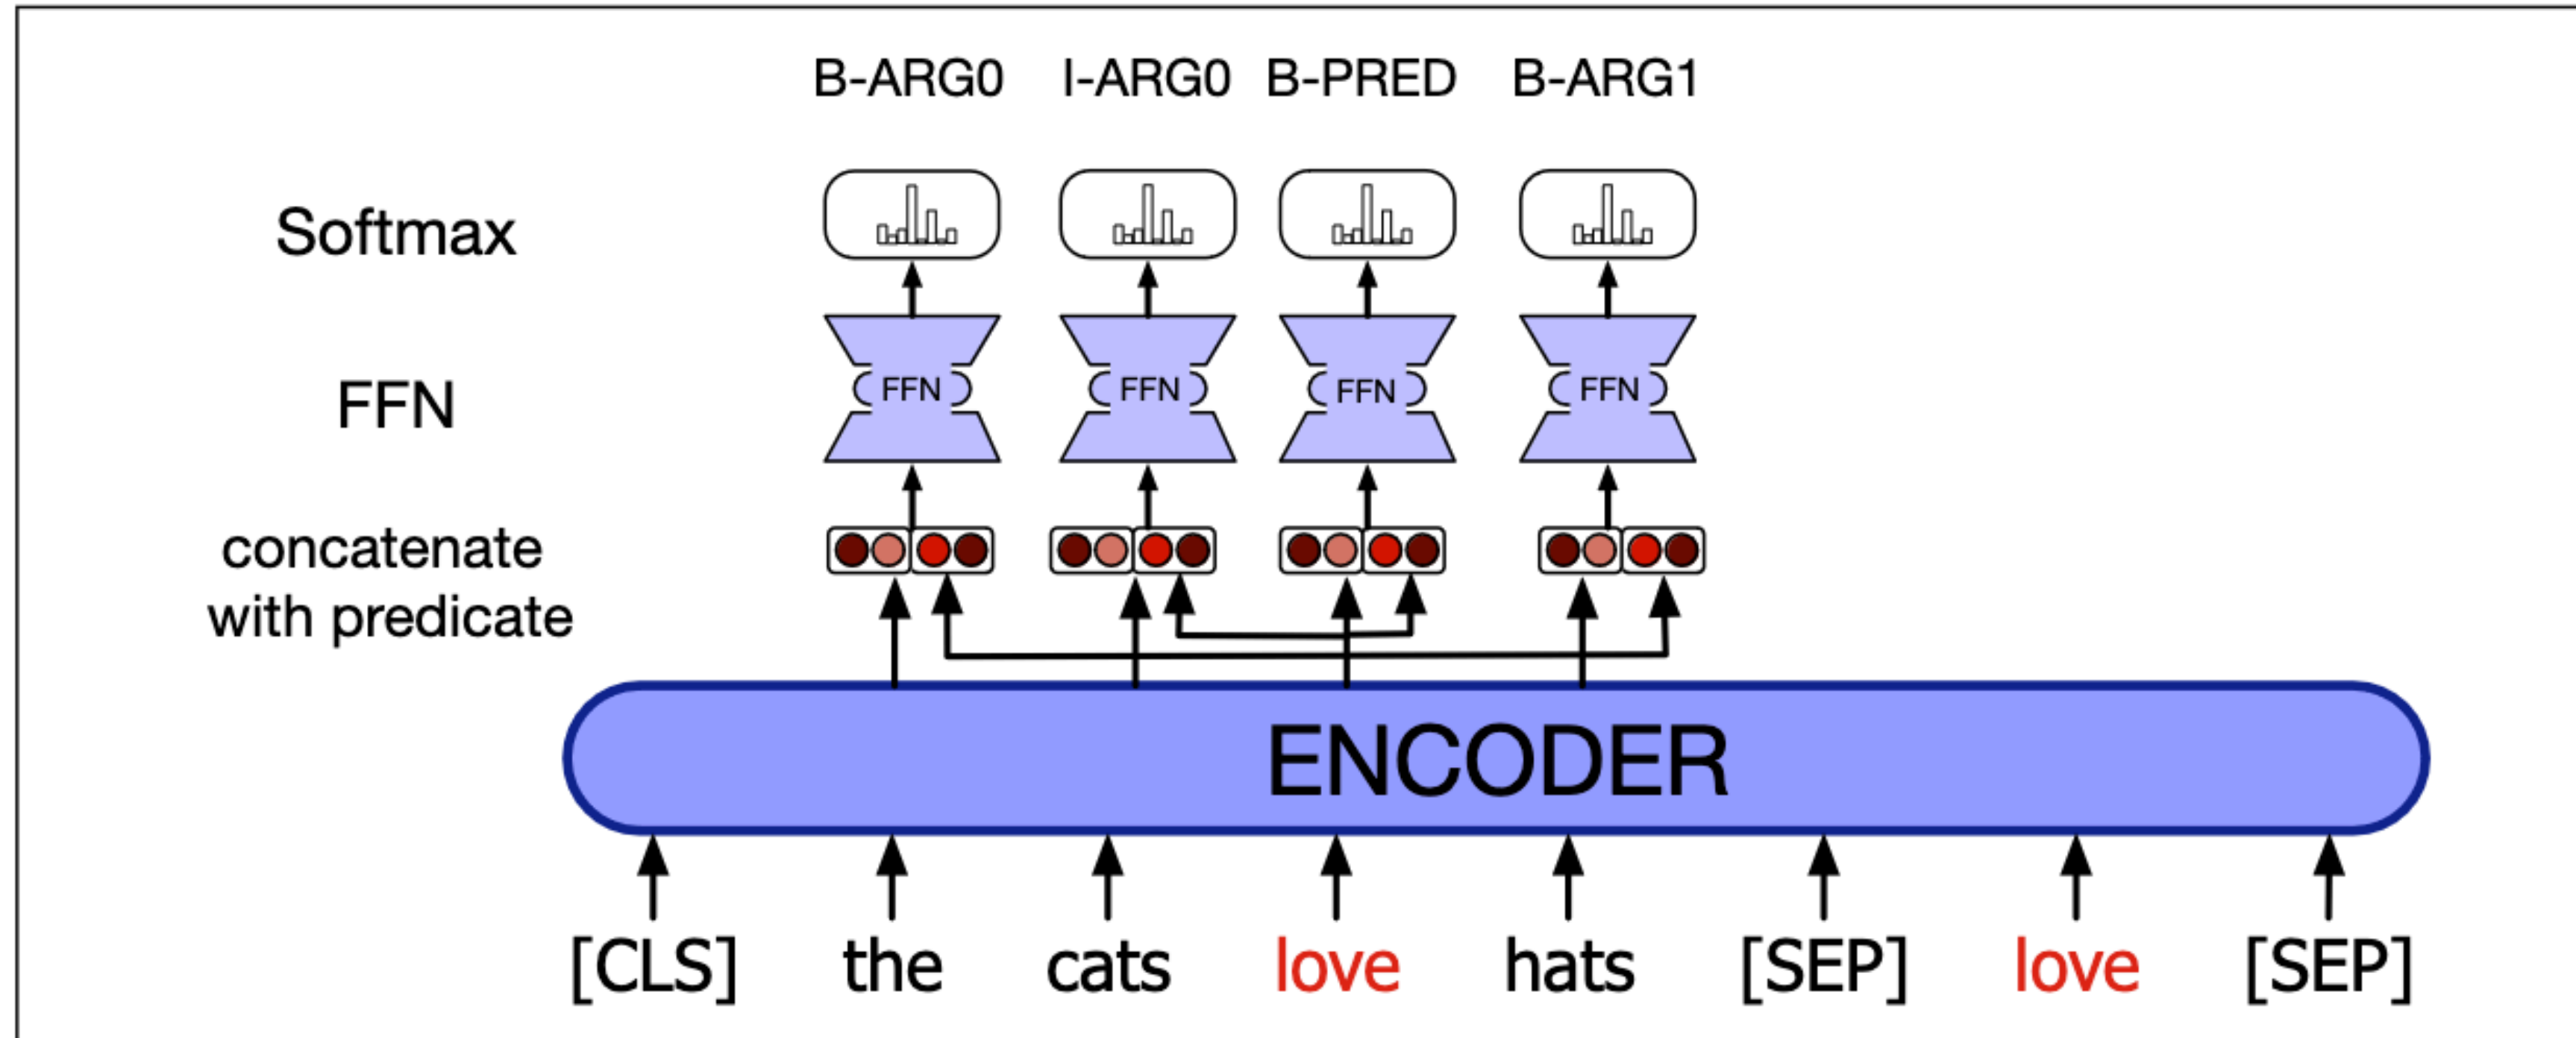 B-ARG0 I-ARG0 B-PRED B-ARG1
Softmax
FFN FFN FFN FFN FFN
concatenate
with predicate
ENCODER
[CLS] the cats love hats [SEP] love [SEP]